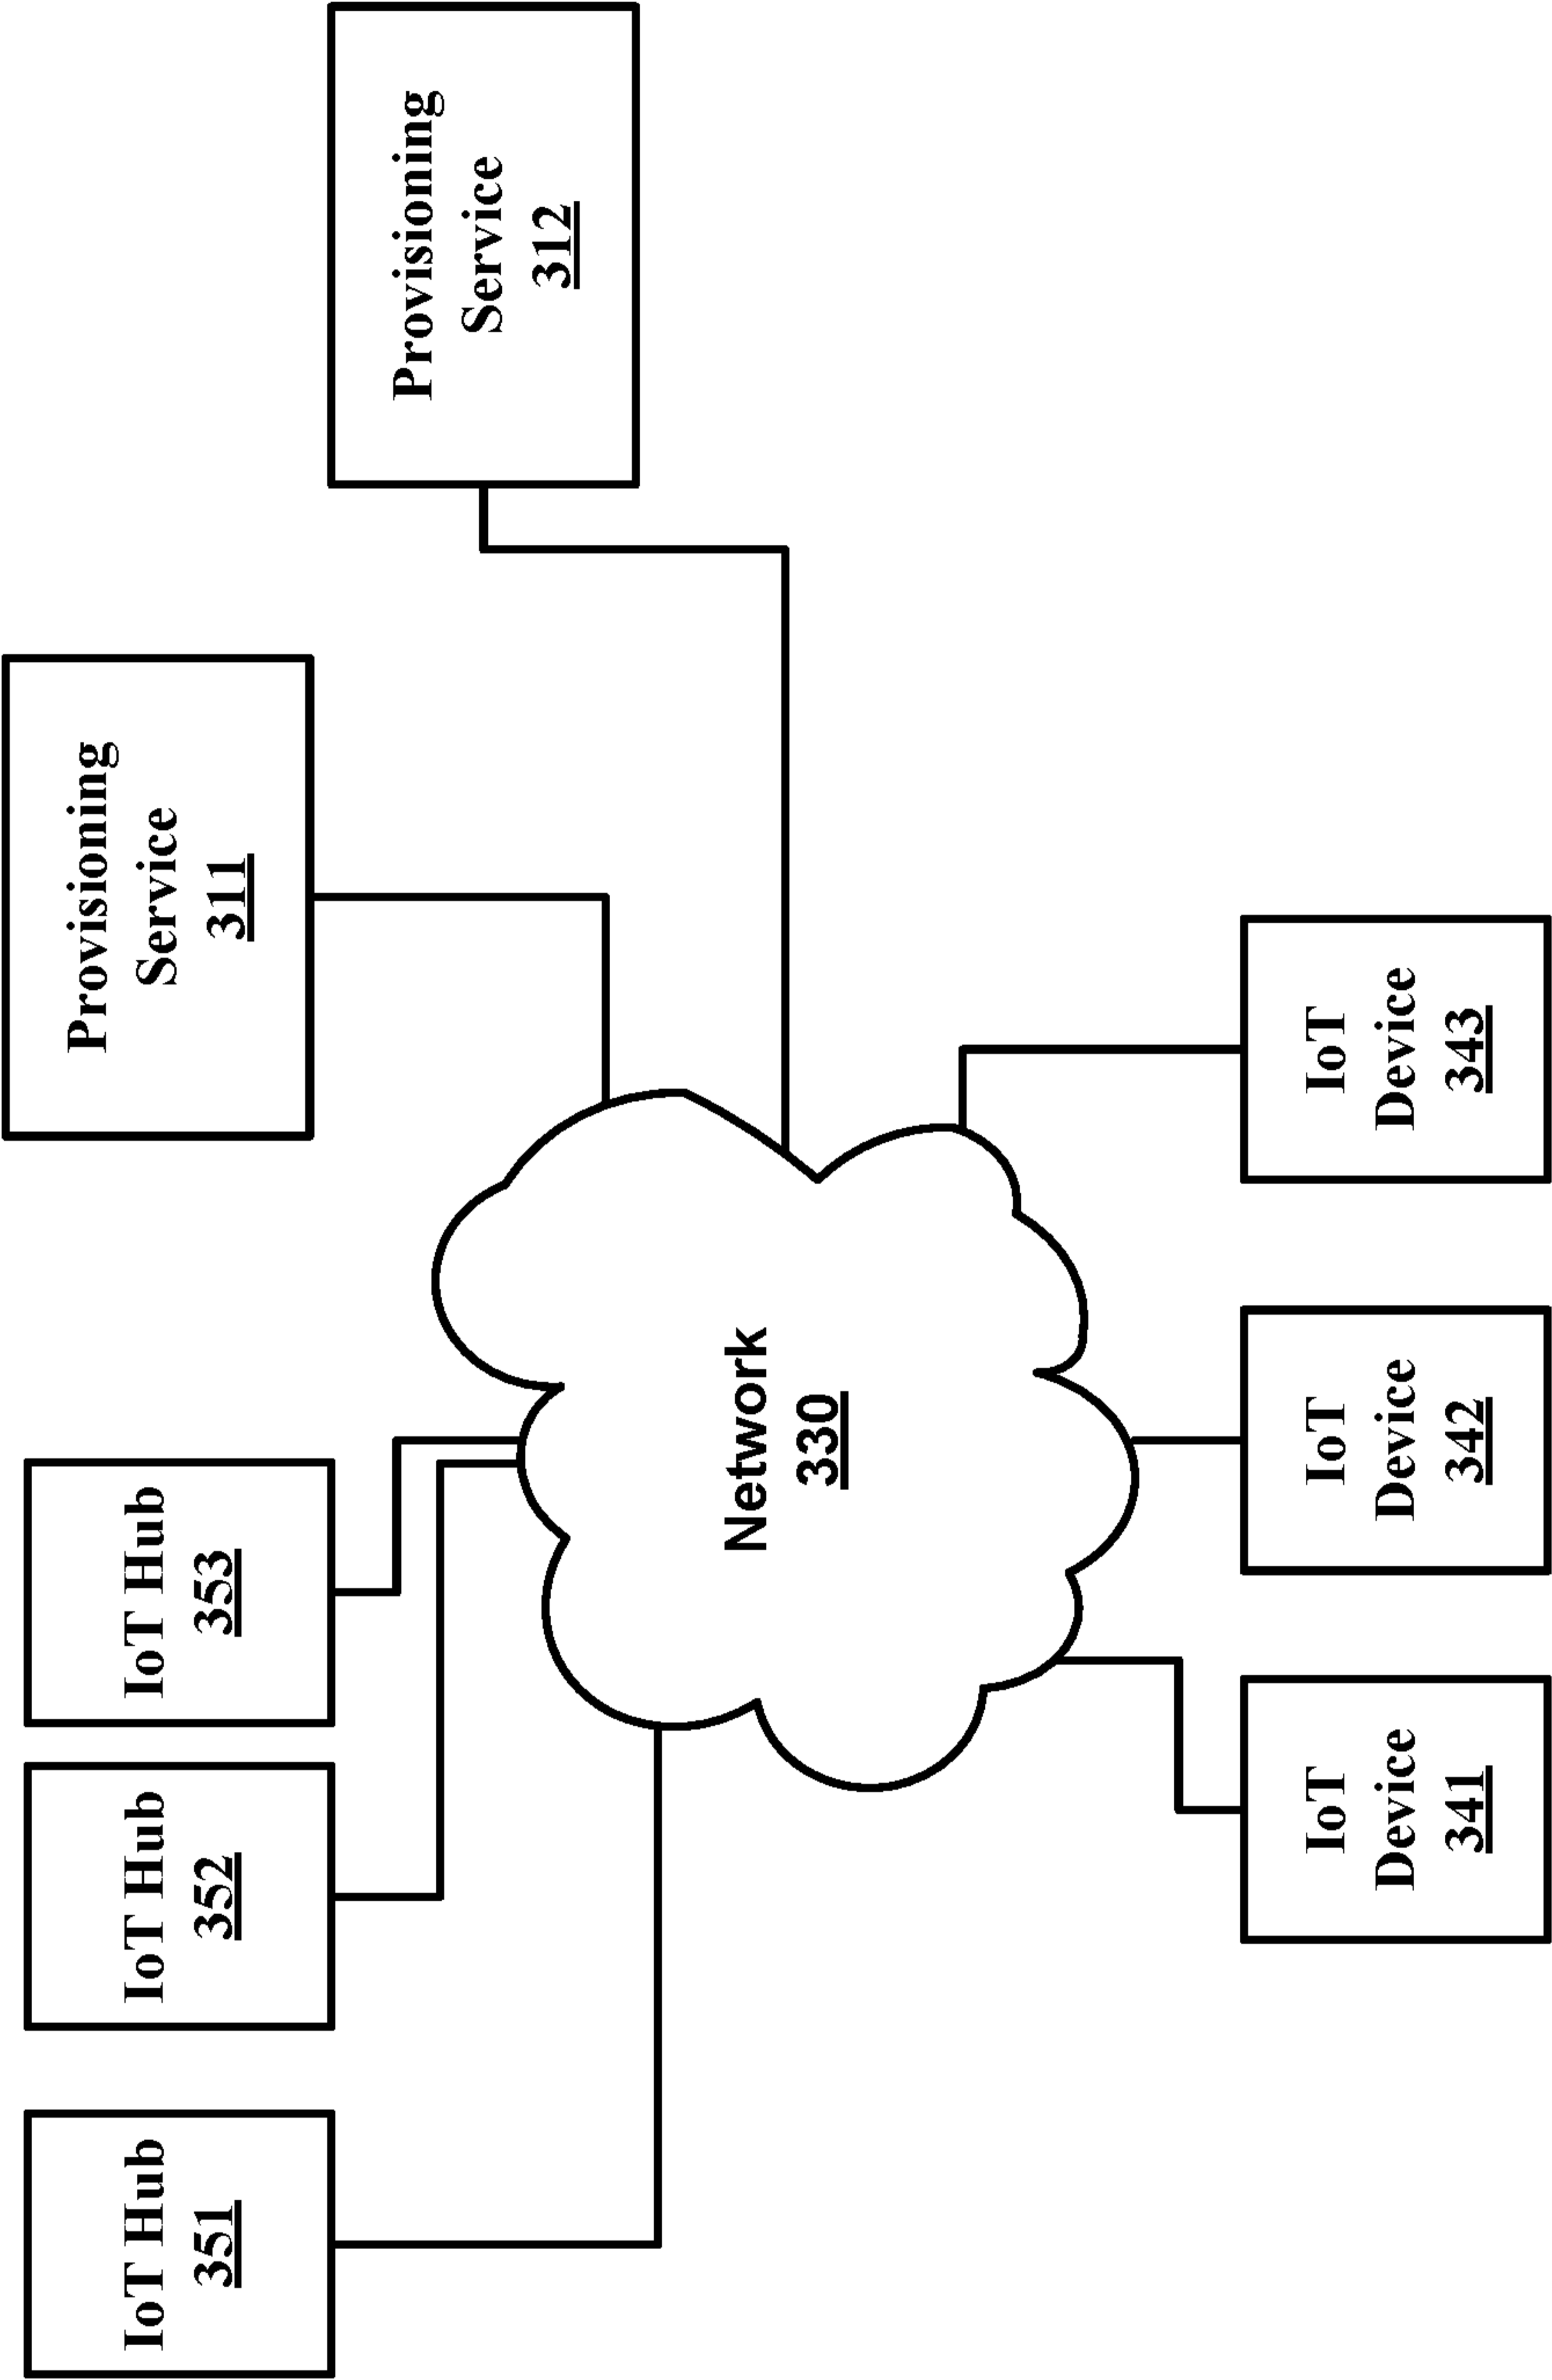 IoT Hub
351
IoT Hub
352
IoT Hub
353
Provisioning
Service
311
Provisioning
Service
312
Network
330
IoT
Device
341
IoT
Device
342
IoT
Device
343